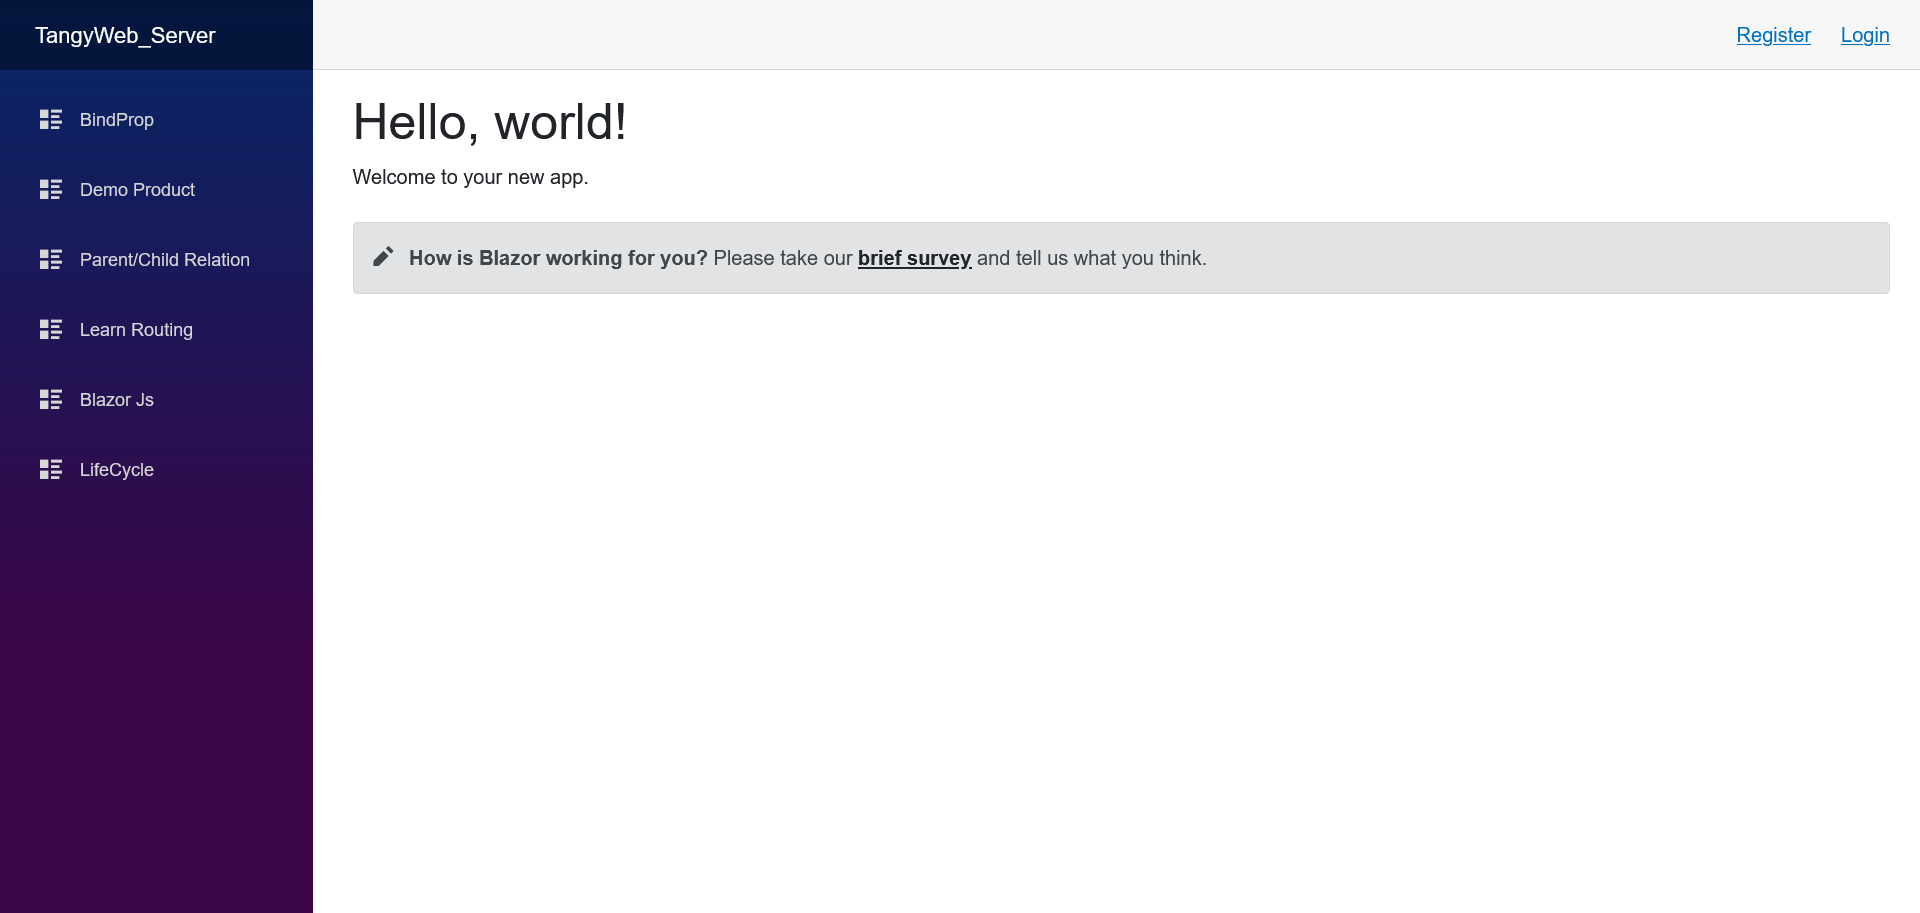 TangyWeb_Server
Register Login
BindProp
Demo Product
Parent/Child Relation
Learn Routing
Blazor Js
LifeCycle
Hello, world!
Welcome to your new app.
How is Blazor working for you? Please take our brief survey and tell us what you think.